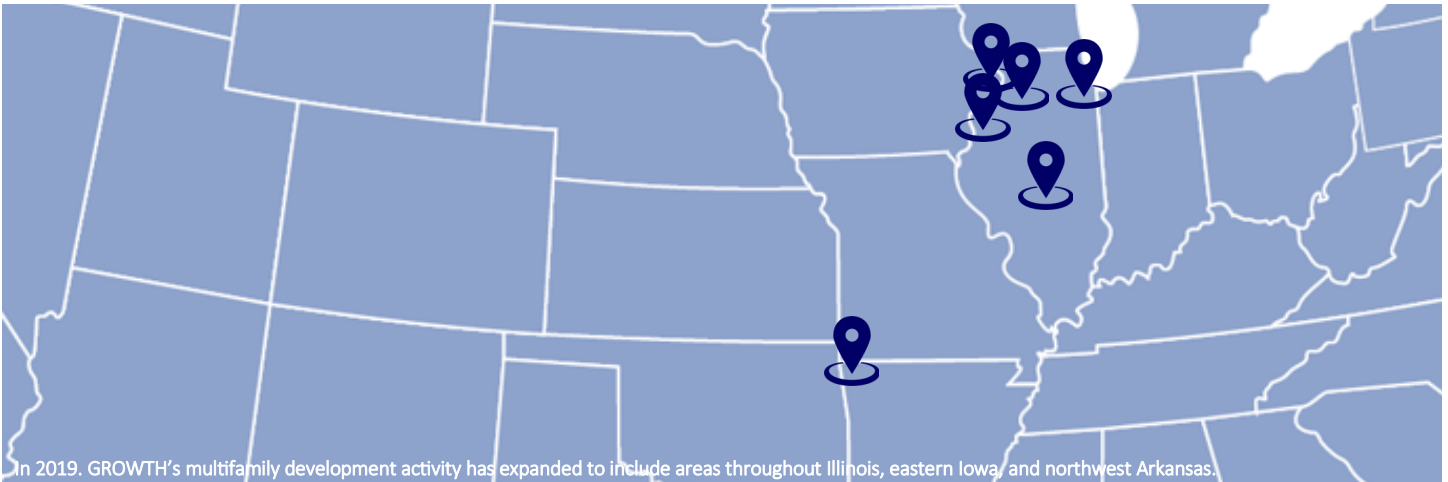 In 2019. GROWTH’s multifamily development activity has expanded to include areas throughout Illinois, eastern Iowa, and northwest Arkansas.